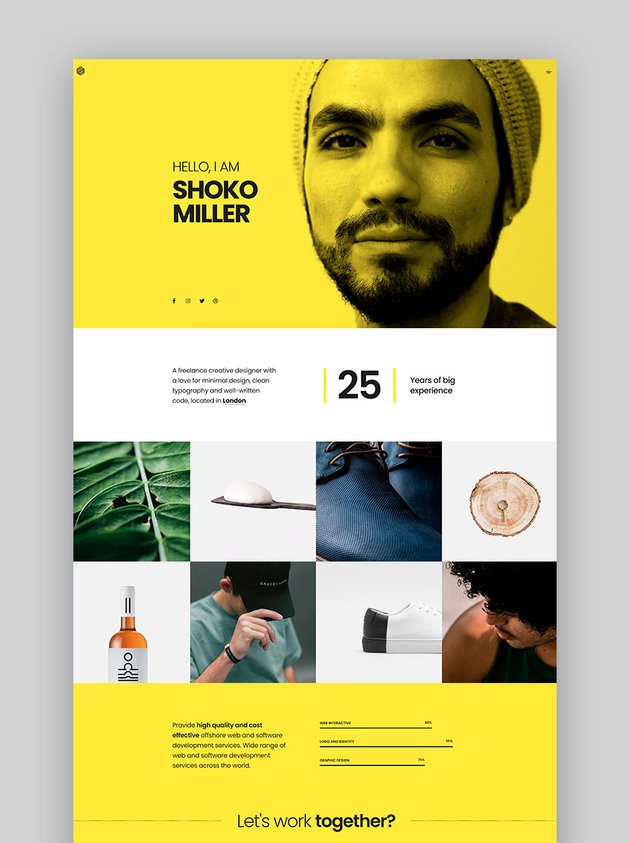 HELLO, I AM
SHOKO
MILLER
A freelance creative designer with
a love for minimal design, clean
typography and well-written
code, located in London
25
Years of big
experience
Provide high quality and cost
effective offshore web and software
development services. Wide range of
web and software development
services across the world.
WEB INTERACTIVE
LOGO AND IDENTITY
95%
GRAPHIC DESIGN
Let's work together?